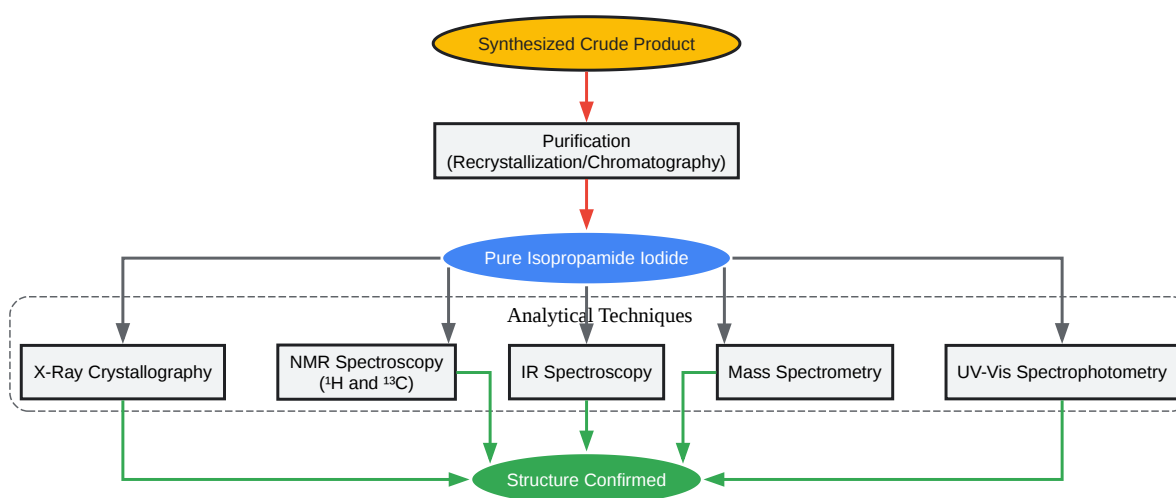 Synthesized Crude Product
Purification
(Recrystallization/Chromatography)
Pure Isopropamide Iodide
Analytical Techniques
X-Ray Crystallography
NMR Spectroscopy
(¹H and ¹³C)
IR Spectroscopy
Mass Spectrometry
UV-Vis Spectrophotometry
Structure Confirmed